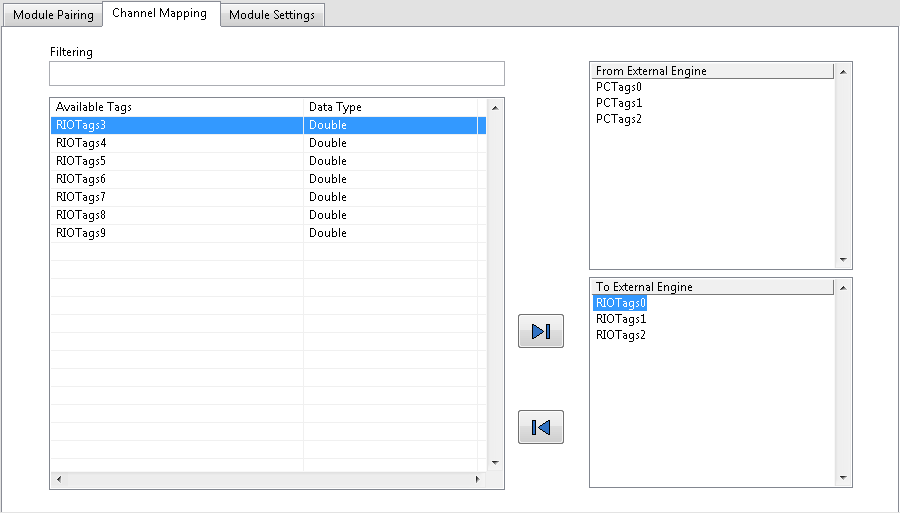 Module Pairing Channel Mapping Module Settings
Filtering
Available Tags Data Type
RIOTags3 Double
RIOTags4 Double
RIOTags5 Double
RIOTags6 Double
RIOTags7 Double
RIOTags8 Double
RIOTags9 Double
From External Engine
PCTags0
PCTags1
PCTags2
To External Engine
RIOTags0
RIOTags1
RIOTags2